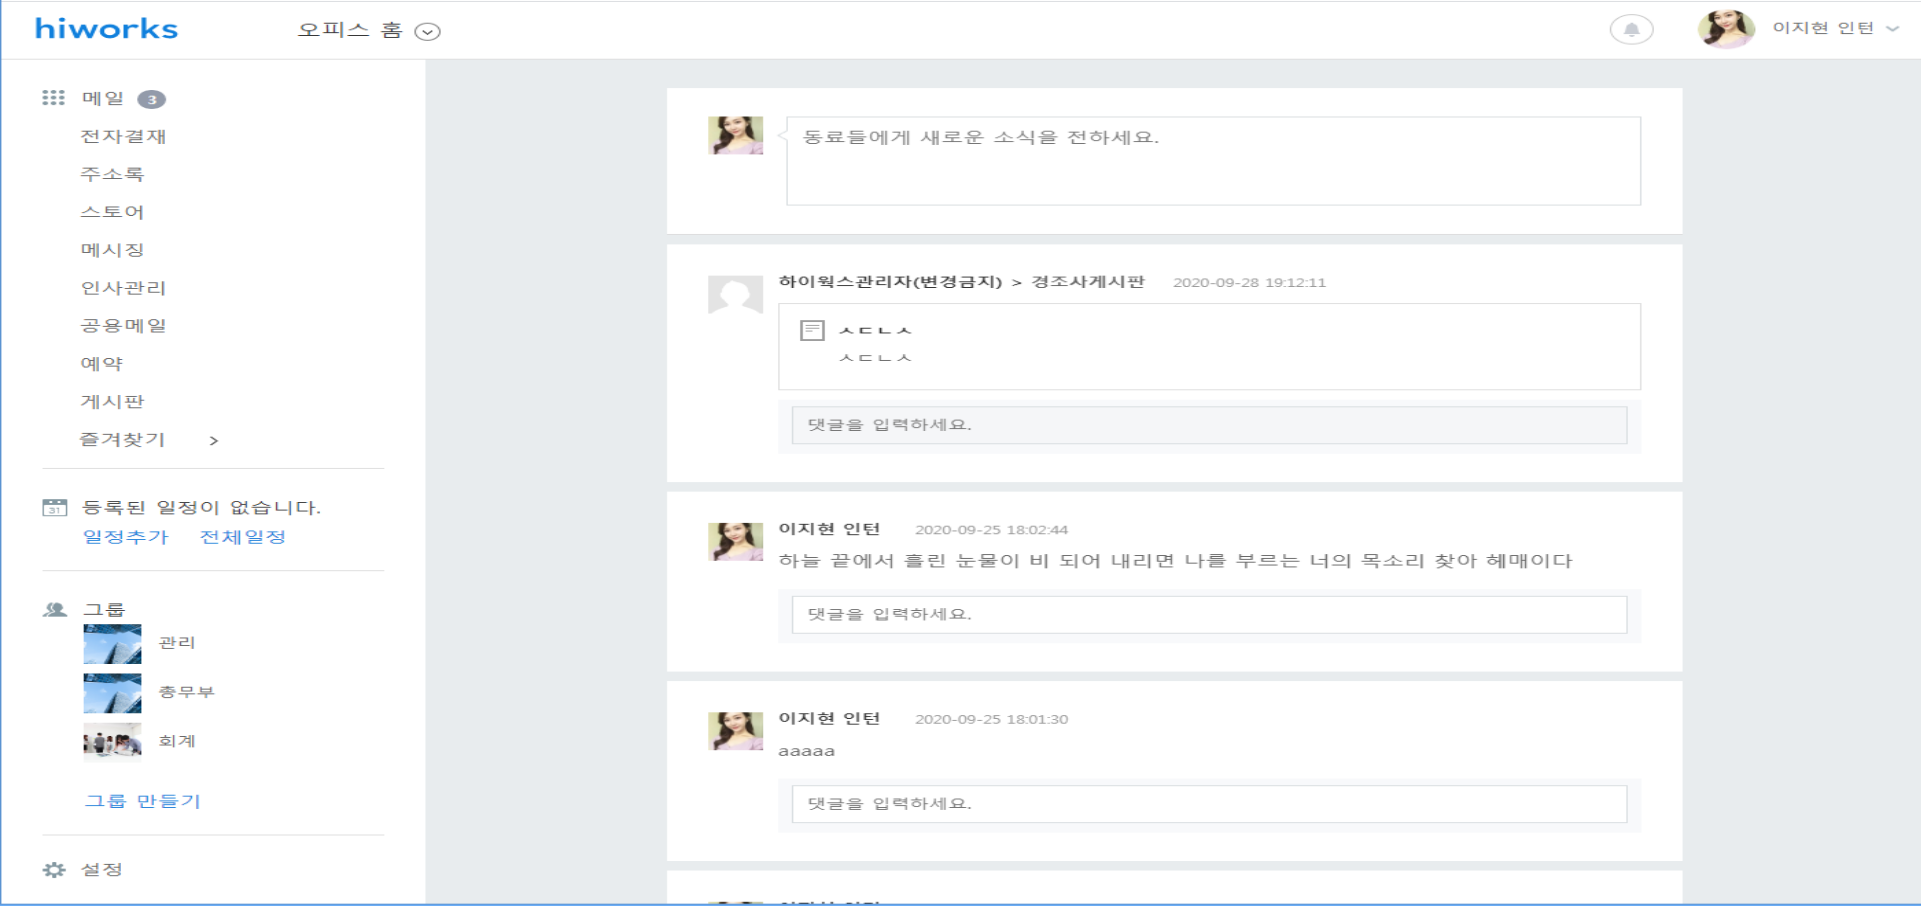 hiworks
오피스 홈
이지현 인턴
메일 3
전자결재
주소록
스토어
메시징
인사관리
공용메일
예약
게시판
즐겨찾기 >
31 등록된 일정이 없습니다.
일정추가 전체일정
그룹
관리
총무부
회계
그룹 만들기
설정
동료들에게 새로운 소식을 전하세요.
하이웍스관리자(변경금지) > 경조사게시판 2020-09-28 19:12:11
ㅅㄷㄴㅅ
ㅅㄷㄴㅅ
댓글을 입력하세요.
이지현 인턴 2020-09-25 18:02:44
하늘 끝에서 흘린 눈물이 비 되어 내리면 나를 부르는 너의 목소리 찾아 헤매이다
댓글을 입력하세요.
이지현 인턴 2020-09-25 18:01:30
aaaaa
댓글을 입력하세요.